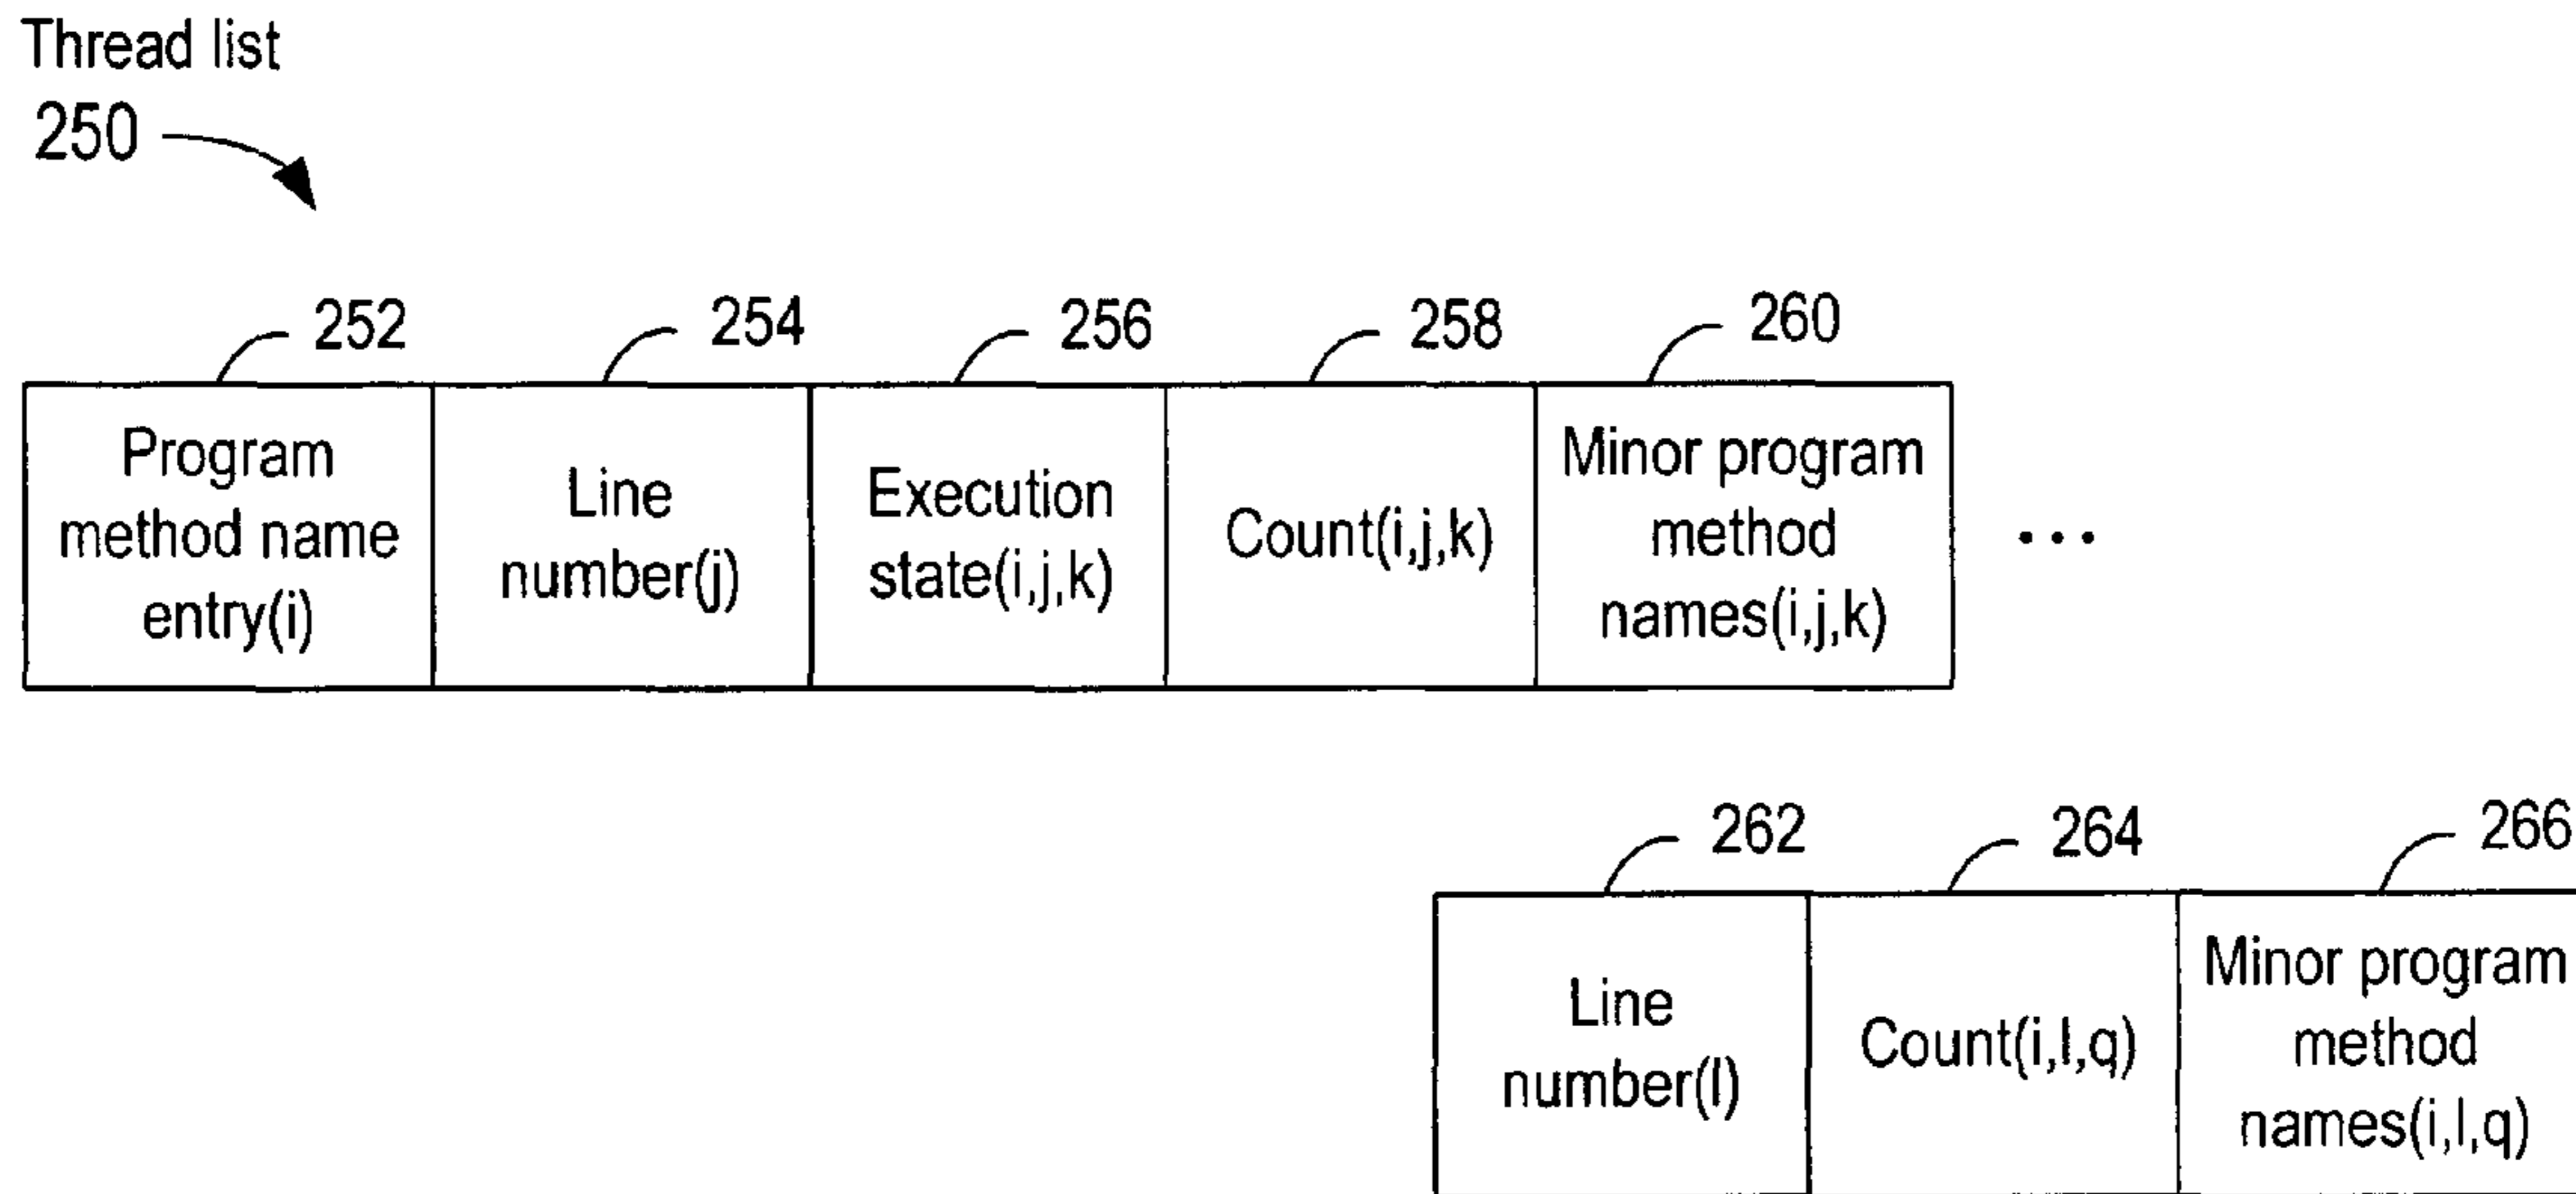 Thread list
250
252 254 256 258 260
Program
method name
entry(i)
Line
number(j)
Execution
state(i,j,k)
Count(i,j,k)
Minor program
method
names(i,j,k)
...
262 264 266
Line
number(l)
Count(i,l,q)
Minor program
method
names(i,l,q)